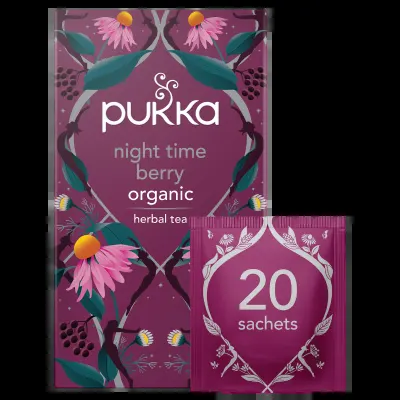 pukka
night time
berry
organic
herbal tea
20
sachets